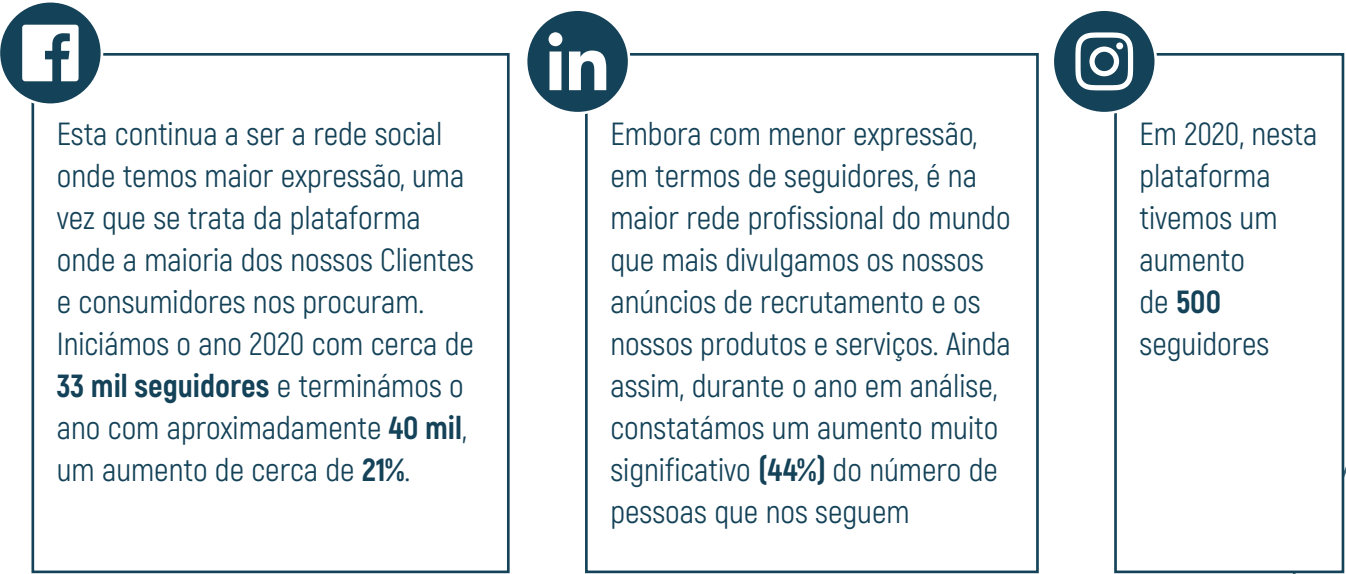 Esta continua a ser a rede social
onde temos maior expressão, uma
vez que se trata da plataforma
onde a maioria dos nossos Clientes
e consumidores nos procuram.
Iniciámos o ano 2020 com cerca de
33 mil seguidores e terminámos o
ano com aproximadamente 40 mil,
um aumento de cerca de 21%.
in
Embora com menor expressão,
em termos de seguidores, é na
maior rede profissional do mundo
que mais divulgamos os nossos
anúncios de recrutamento e os
nossos produtos e serviços. Ainda
assim, durante o ano em análise,
constatámos um aumento muito
significativo (44%) do número de
pessoas que nos seguem
Em 2020, nesta
plataforma
tivemos um
aumento
de 500
seguidores